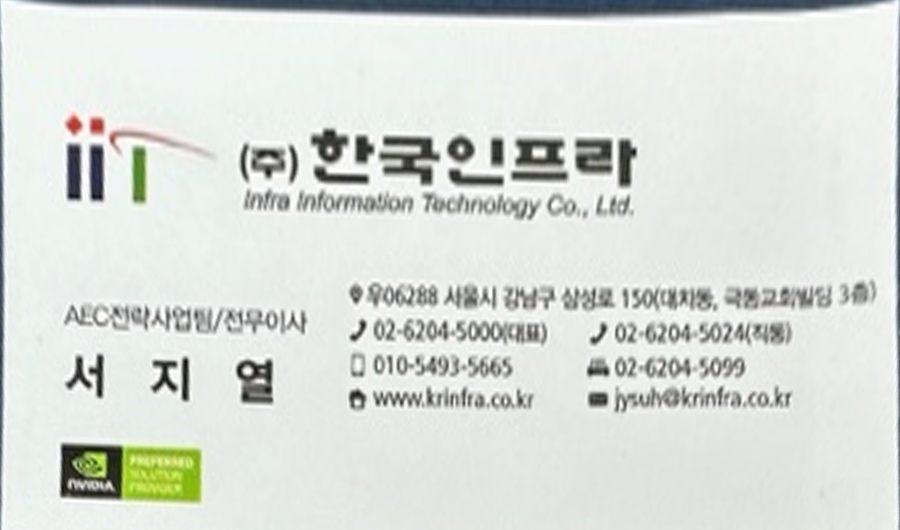 iiT
(주) 한국인프라
Infra Information Technology Co., Ltd.
우06288 서울시 강남구 삼성로 150(대치동, 극동교회빌딩 3층)
AEC전략사업팀/전무이사
02-6204-5000(대표) 02-6204-5024(직통)
서 지 열
010-5493-5665 02-6204-5099
www.krinfra.co.kr jysuh@krinfra.co.kr
NVIDIA
PREFERRED
SOLUTION
PROVIDER